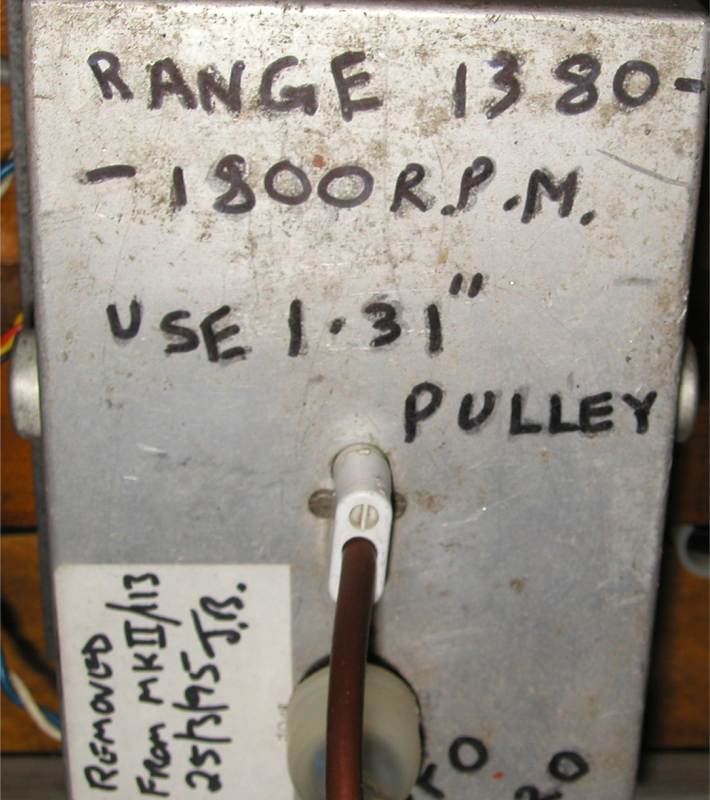 RANGE 1380-
-1800 R.P.M.
USE 1.31"
PULLEY
REMOVED
FROM MKII/113
25/3/95 J.B.